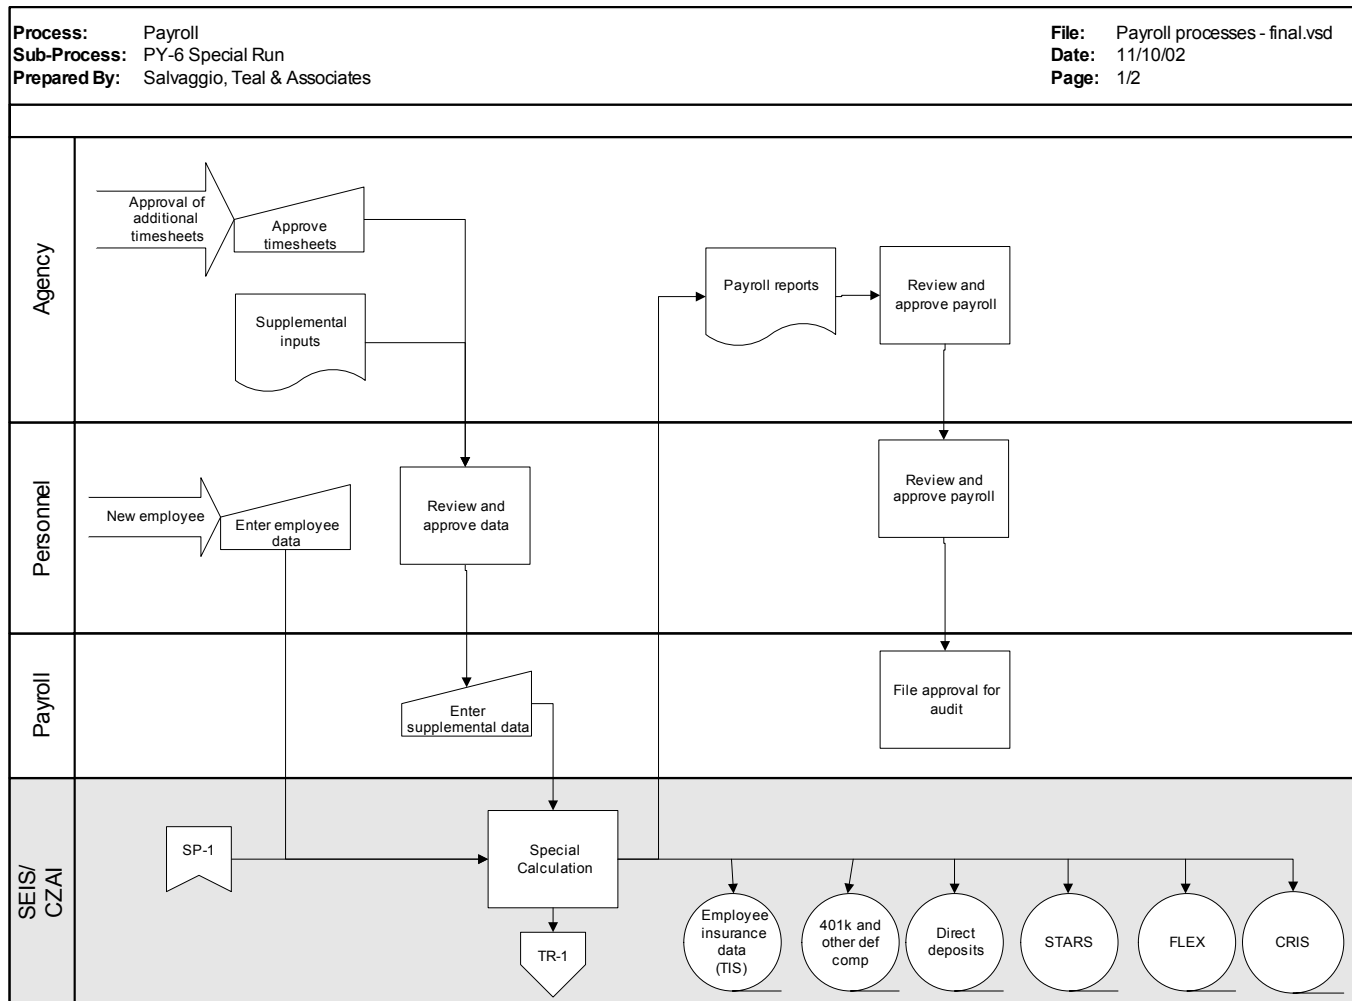 Process: Payroll
Sub-Process: PY-6 Special Run
Prepared By: Salvaggio, Teal & Associates
File: Payroll processes - final.vsd
Date: 11/10/02
Page: 1/2
Agency
Approval of
additional
timesheets
Approve
timesheets
Supplemental
inputs
Payroll reports
Review and
approve payroll
Personnel
New employee
Enter employee
data
Review and
approve data
Review and
approve payroll
Payroll
Enter
supplemental data
File approval for
audit
SEIS/
CZAI
SP-1
Special
Calculation
TR-1
Employee
insurance
data
(TIS)
401k and
other def
comp
Direct
deposits
STARS
FLEX
CRIS